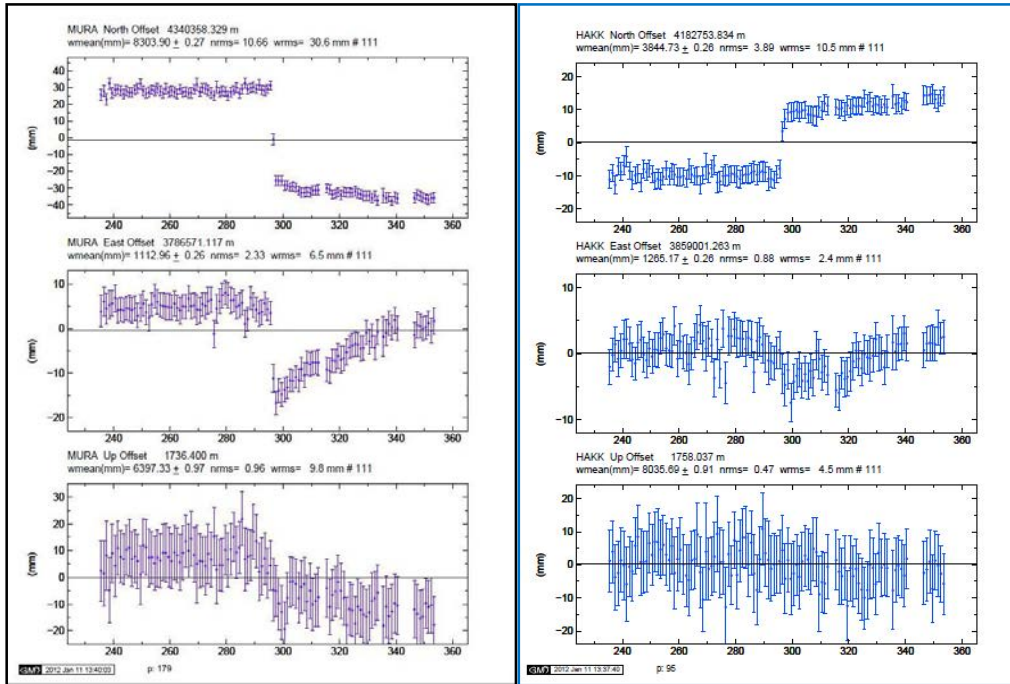 MURA North Offset 4340358.329 m
wmean(mm)= 8303.90 ± 0.27 nrms= 10.66 wrms= 30.6 mm # 111
40
30
20
10
0
−10
−20
−30
−40
(mm)
240 260 280 300 320 340 360
MURA East Offset 3786571.117 m
wmean(mm)= 1112.96 ± 0.26 nrms= 2.33 wrms= 6.5 mm # 111
10
0
−10
−20
(mm)
240 260 280 300 320 340 360
MURA Up Offset 1736.400 m
wmean(mm)= 6397.33 ± 0.97 nrms= 0.96 wrms= 9.8 mm # 111
30
20
10
0
−10
−20
(mm)
240 260 280 300 320 340 360
GMT 2012 Jan 11 13:40:03 p: 179
HAKK North Offset 4182753.834 m
wmean(mm)= 3844.73 ± 0.26 nrms= 3.89 wrms= 10.5 mm # 111
20
10
0
−10
−20
(mm)
240 260 280 300 320 340 360
HAKK East Offset 3859001.263 m
wmean(mm)= 1265.17 ± 0.26 nrms= 0.88 wrms= 2.4 mm # 111
10
0
−10
(mm)
240 260 280 300 320 340 360
HAKK Up Offset 1758.037 m
wmean(mm)= 8035.69 ± 0.91 nrms= 0.47 wrms= 4.5 mm # 111
20
10
0
−10
−20
(mm)
240 260 280 300 320 340 360
GMT 2012 Jan 11 13:37:40 p: 95